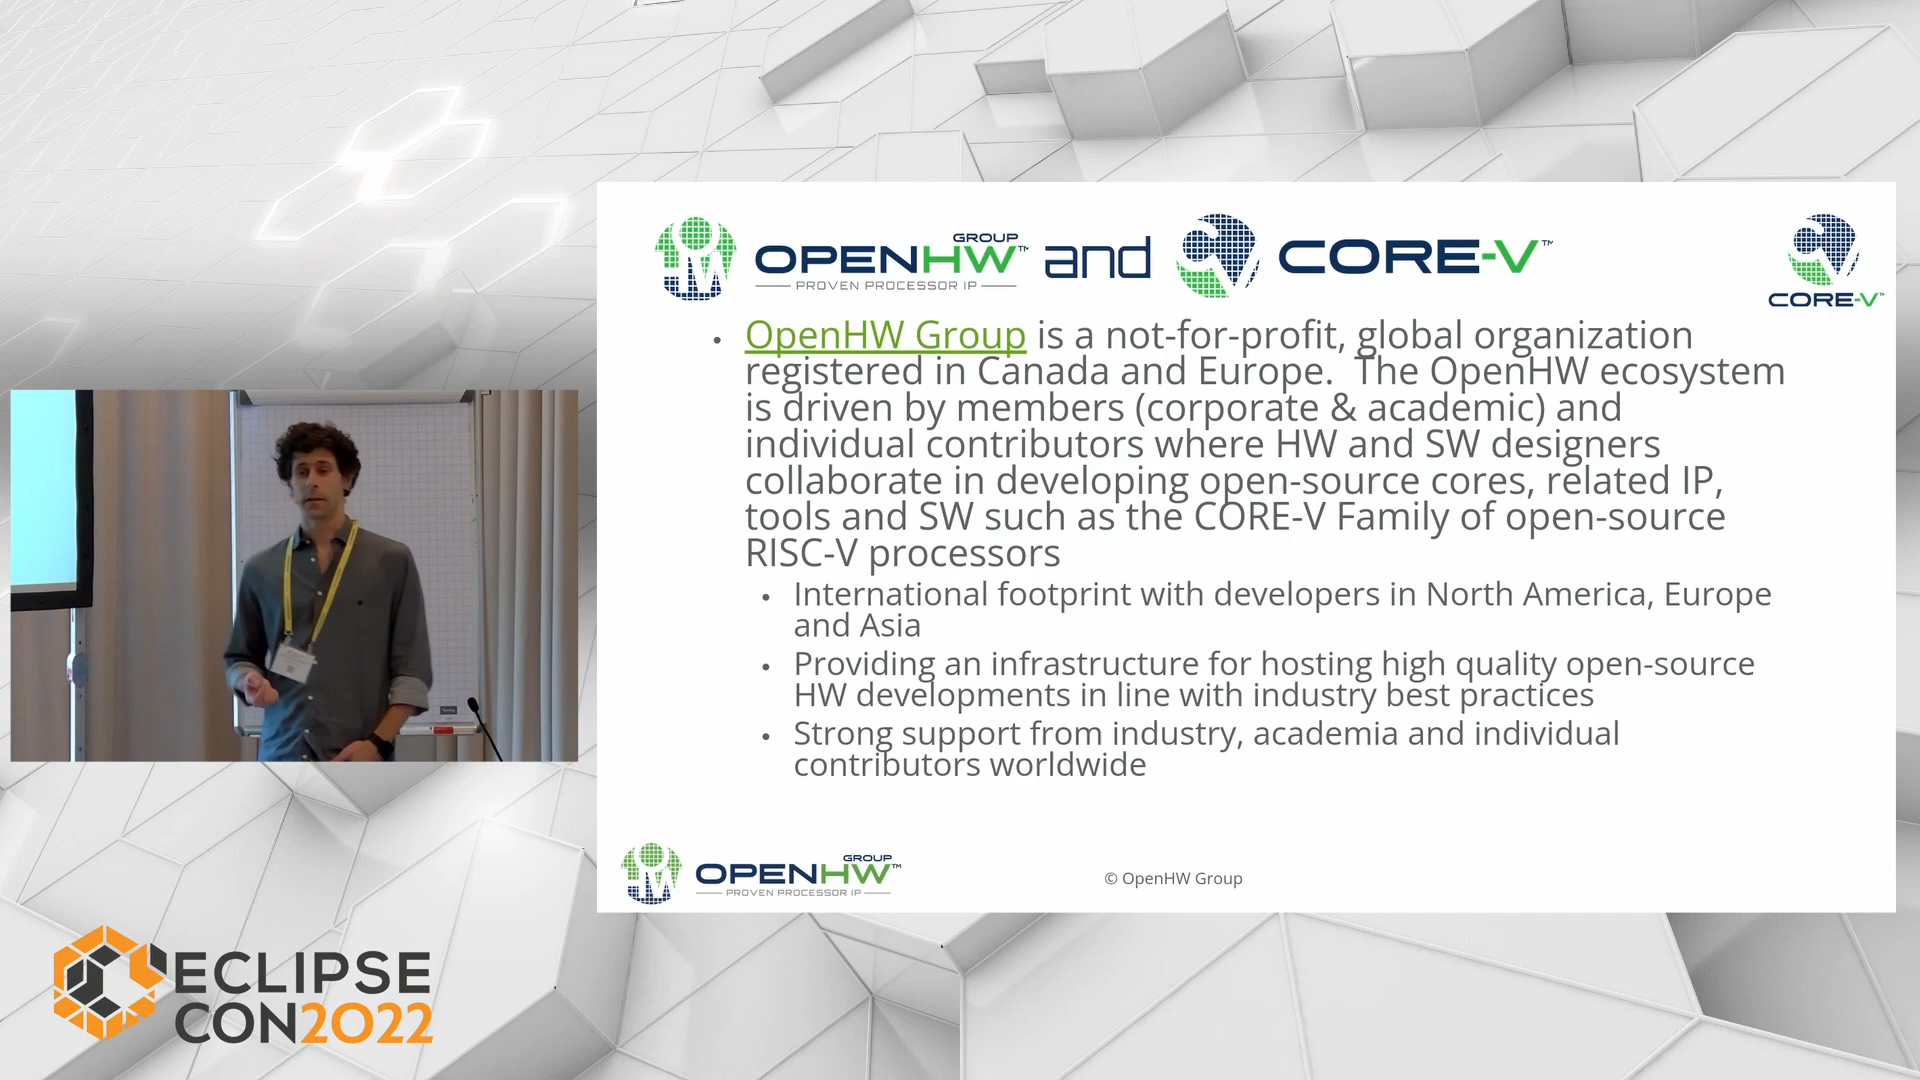 OPENHW GROUP™ and CORE-V™
PROVEN PROCESSOR IP
CORE-V™
• OpenHW Group is a not-for-profit, global organization
registered in Canada and Europe.  The OpenHW ecosystem
is driven by members (corporate & academic) and
individual contributors where HW and SW designers
collaborate in developing open-source cores, related IP,
tools and SW such as the CORE-V Family of open-source
RISC-V processors
• International footprint with developers in North America, Europe
and Asia
• Providing an infrastructure for hosting high quality open-source
HW developments in line with industry best practices
• Strong support from industry, academia and individual
contributors worldwide
OPENHW GROUP™
PROVEN PROCESSOR IP
© OpenHW Group
ECLIPSE
CON2022